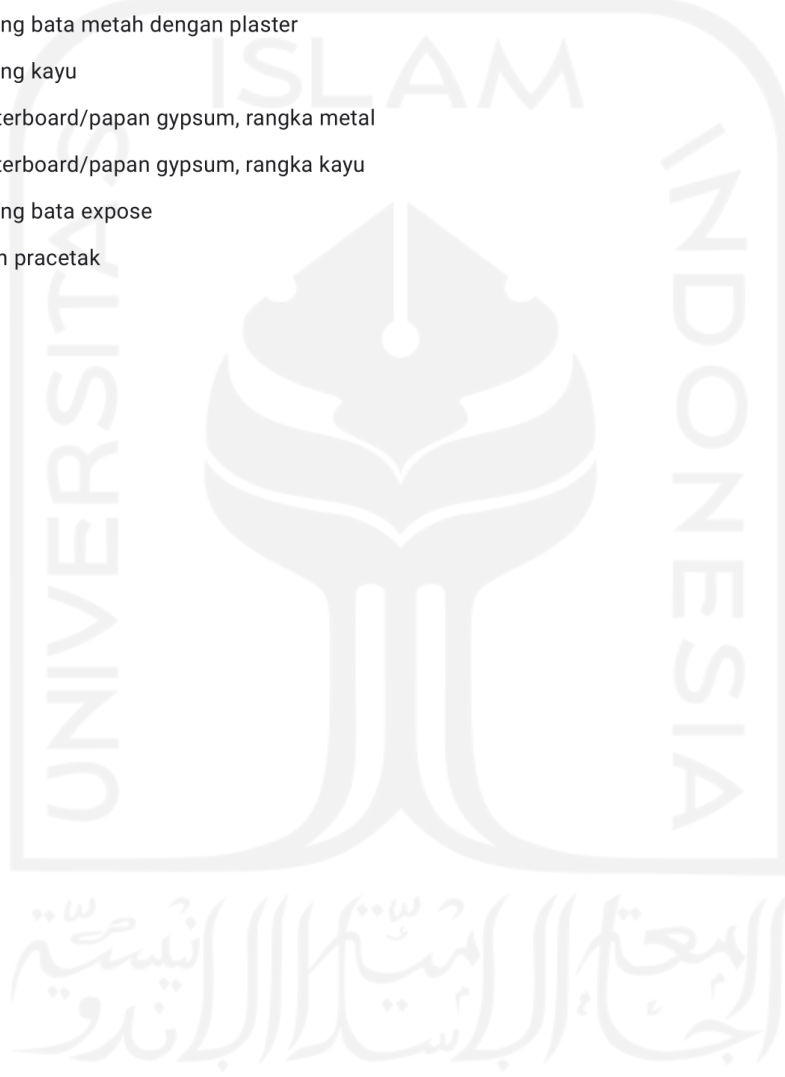 ng bata metah dengan plaster
ISLAM
ng kayu
terboard/papan gypsum, rangka metal
terboard/papan gypsum, rangka kayu
ng bata expose
n pracetak
UNIVERSITAS
INDONESIA